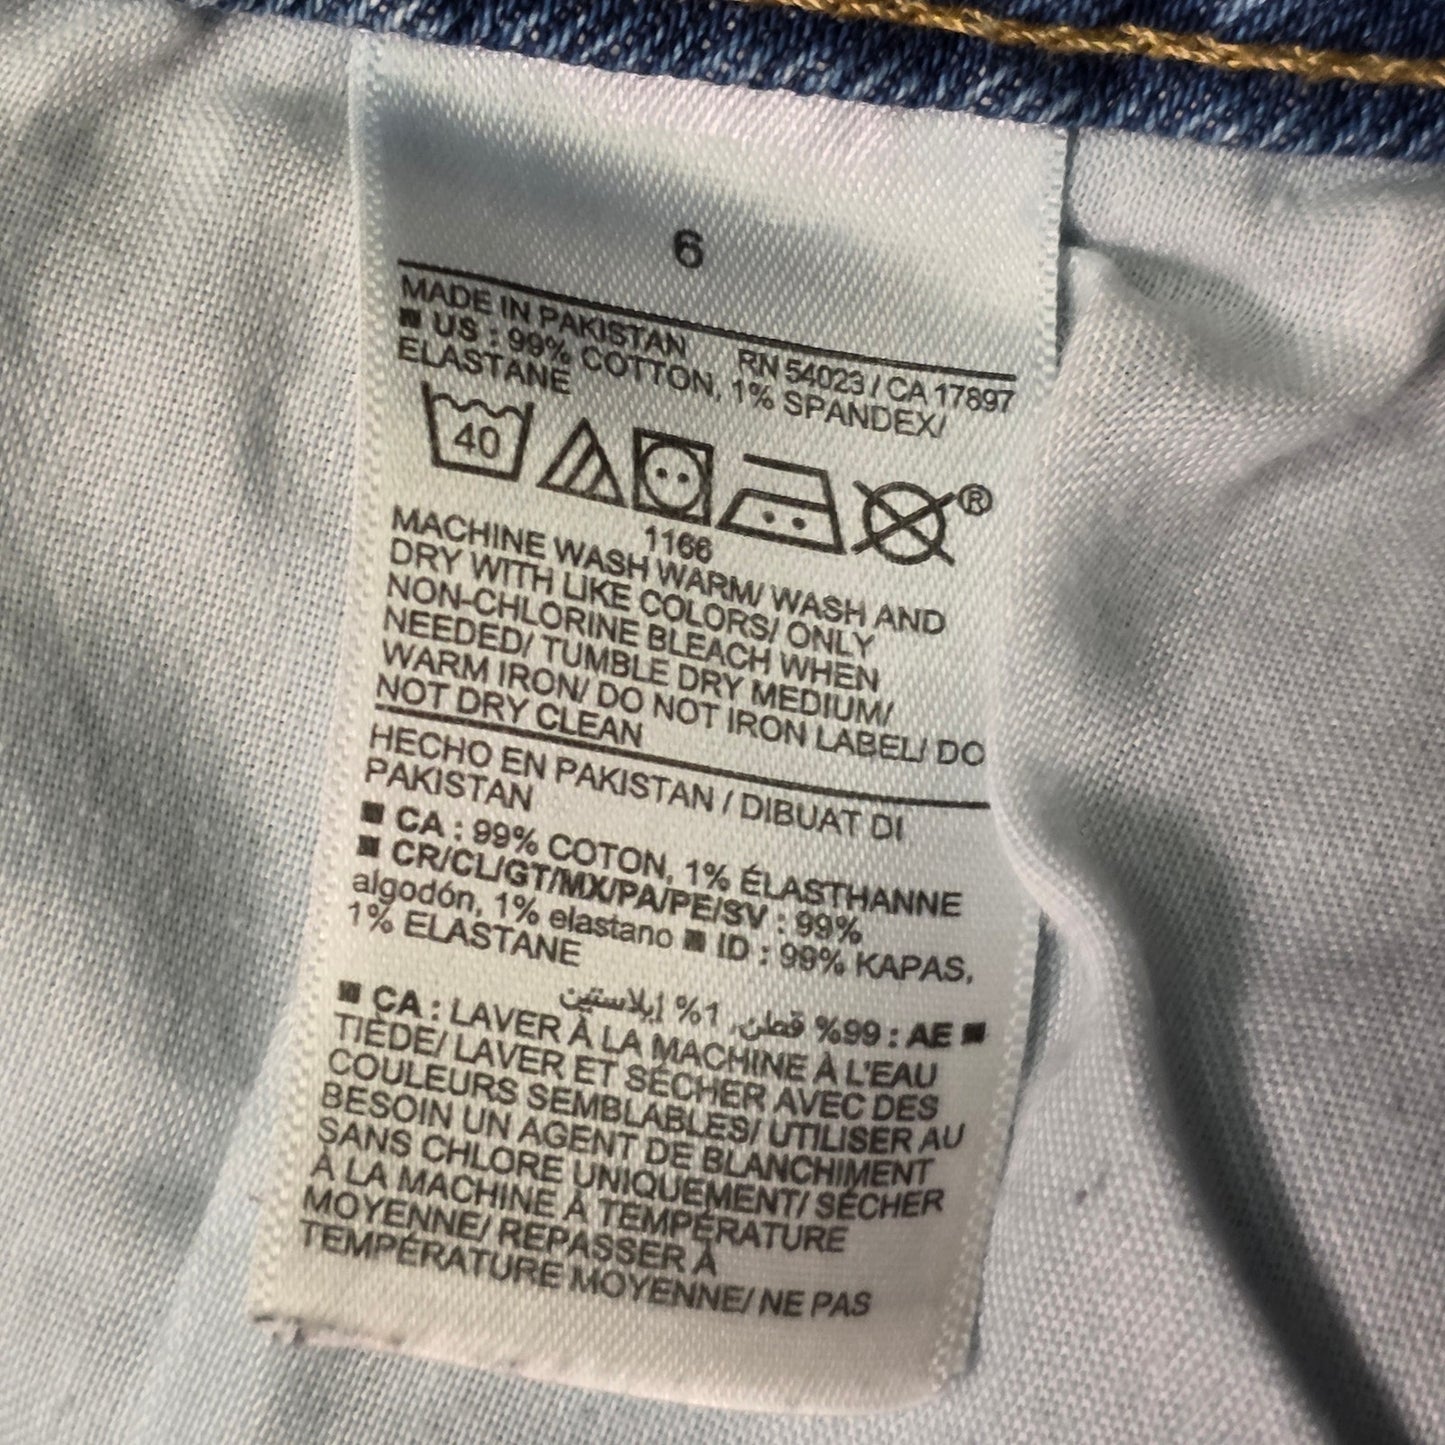 6
MADE IN PAKISTAN RN 54023 / CA 17897
■ US : 99% COTTON, 1% SPANDEX/
ELASTANE
40
®
1166
MACHINE WASH WARM/ WASH AND
DRY WITH LIKE COLORS/ ONLY
NON-CHLORINE BLEACH WHEN
NEEDED/ TUMBLE DRY MEDIUM/
WARM IRON/ DO NOT IRON LABEL/ DO
NOT DRY CLEAN
HECHO EN PAKISTAN / DIBUAT DI
PAKISTAN
■ CA : 99% COTON, 1% ÉLASTHANNE
■ CR/CL/GT/MX/PA/PE/SV : 99%
algodón, 1% elastano ■ ID : 99% KAPAS,
1% ELASTANE
■ AE : 99% قطن, 1% إيلاستين
■ CA : LAVER À LA MACHINE À L'EAU
TIÈDE/ LAVER ET SÉCHER AVEC DES
COULEURS SEMBLABLES/ UTILISER AU
BESOIN UN AGENT DE BLANCHIMENT
SANS CHLORE UNIQUEMENT/ SÉCHER
À LA MACHINE À TEMPÉRATURE
MOYENNE/ REPASSER À
TEMPÉRATURE MOYENNE/ NE PAS